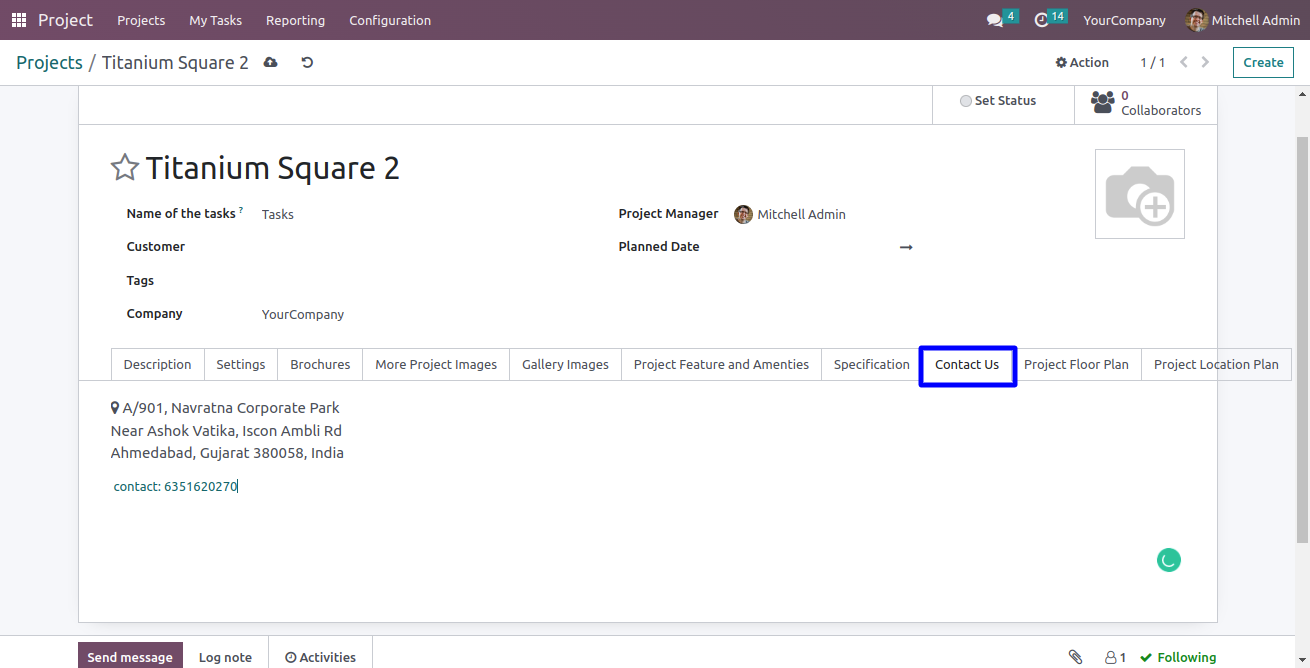 Project Projects My Tasks Reporting Configuration 4 14 YourCompany Mitchell Admin
Projects / Titanium Square 2 Action 1 / 1 Create
Set Status
0
Collaborators
Titanium Square 2
Name of the tasks ? Tasks Project Manager Mitchell Admin
Customer Planned Date
Tags
Company YourCompany
Description Settings Brochures More Project Images Gallery Images Project Feature and Amenties Specification Contact Us Project Floor Plan Project Location Plan
A/901, Navratna Corporate Park
Near Ashok Vatika, Iscon Ambli Rd
Ahmedabad, Gujarat 380058, India
contact: 6351620270
Send message Log note Activities 1 Following